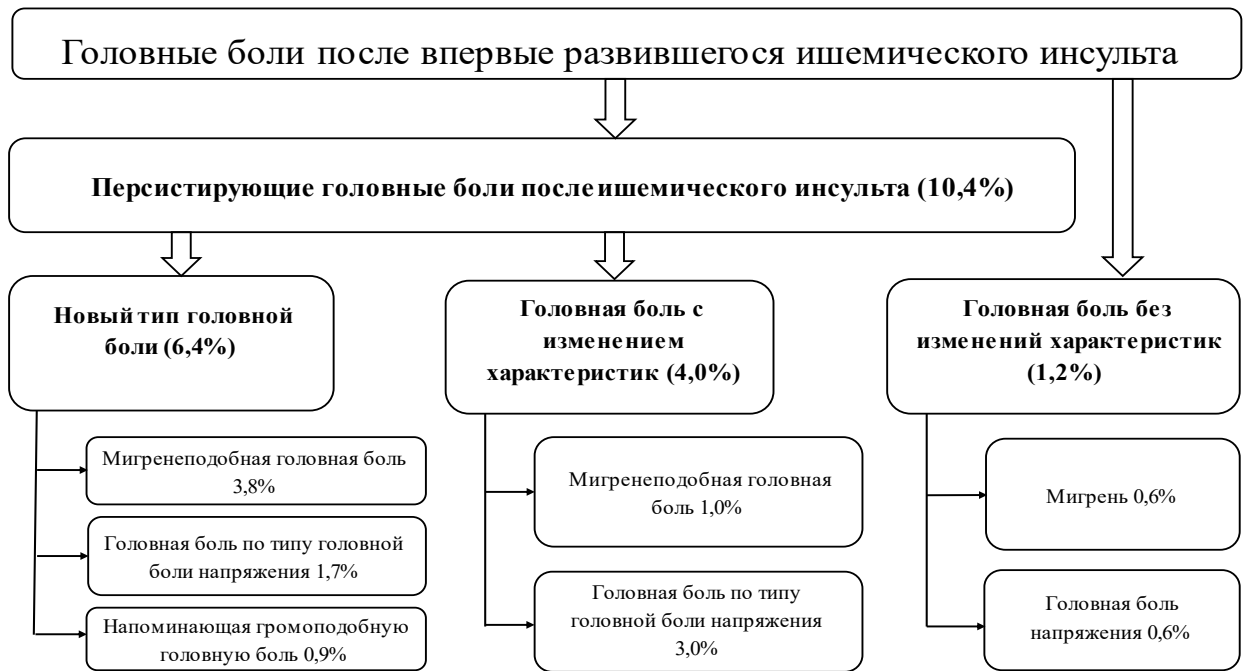 Головные боли после впервые развившегося ишемического инсульта
Персистирующие головные боли после ишемического инсульта (10,4%)
Новый тип головной
боли (6,4%)
Мигренеподобная головная боль
3,8%
Головная боль по типу головной
боли напряжения 1,7%
Напоминающая громоподобную
головную боль 0,9%
Головная боль с
изменением
характеристик (4,0%)
Мигренеподобная головная
боль 1,0%
Головная боль по типу
головной боли напряжения
3,0%
Головная боль без
изменений характеристик
(1,2%)
Мигрень 0,6%
Головная боль
напряжения 0,6%